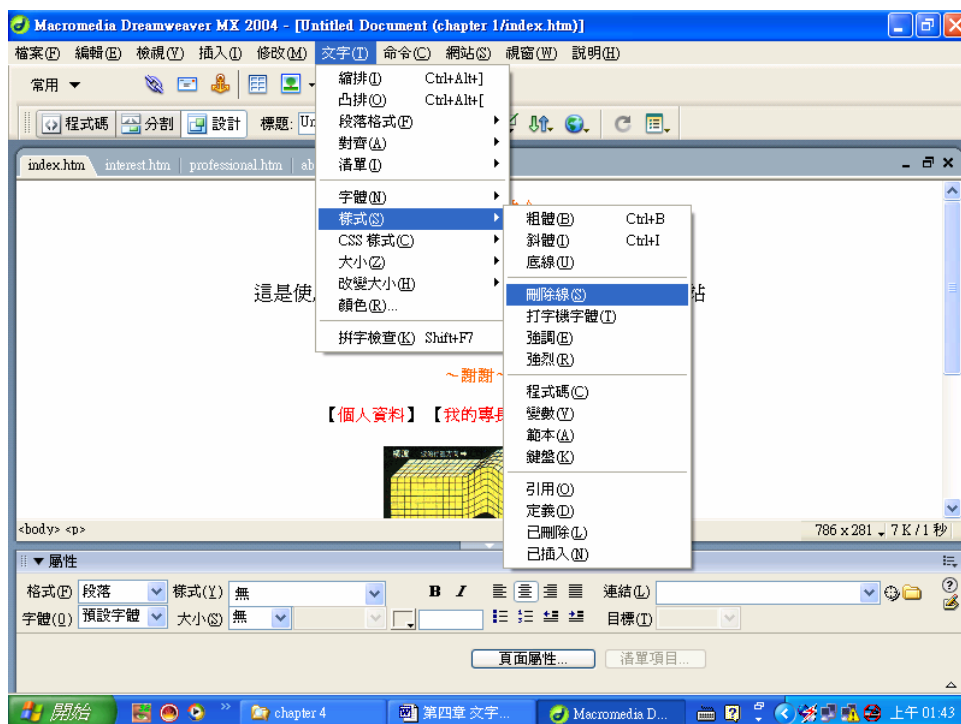 Macromedia Dreamweaver MX 2004 - [Untitled Document (chapter 1/index.htm)]
檔案(F) 編輯(E) 檢視(V) 插入(I) 修改(M) 文字(T) 命令(C) 網站(S) 視窗(W) 說明(H)
常用
程式碼 分割 設計 標題: Un
index.htm interest.htm professional.htm ab
縮排(I) Ctrl+Alt+]
凸排(O) Ctrl+Alt+[
段落格式(F)
對齊(A)
清單(I)
字體(N)
樣式(S)
CSS 樣式(C)
大小(Z)
改變大小(H)
顏色(R)...
拼字檢查(K) Shift+F7
粗體(B) Ctrl+B
斜體(I) Ctrl+I
底線(U)
刪除線(S)
打字機字體(T)
強調(E)
強烈(R)
程式碼(C)
變數(V)
範本(A)
鍵盤(K)
引用(O)
定義(D)
已刪除(L)
已插入(N)
這是使 站
~謝謝~
【個人資料】 【我的專長
<body> <p> 786 x 281 7 K / 1 秒
屬性
格式(F) 段落 樣式(Y) 無 B I 連結(L)
字體(O) 預設字體 大小(S) 無 目標(T)
頁面屬性... 清單項目...
開始 chapter 4 第四章 文字... Macromedia D... 上午 01:43